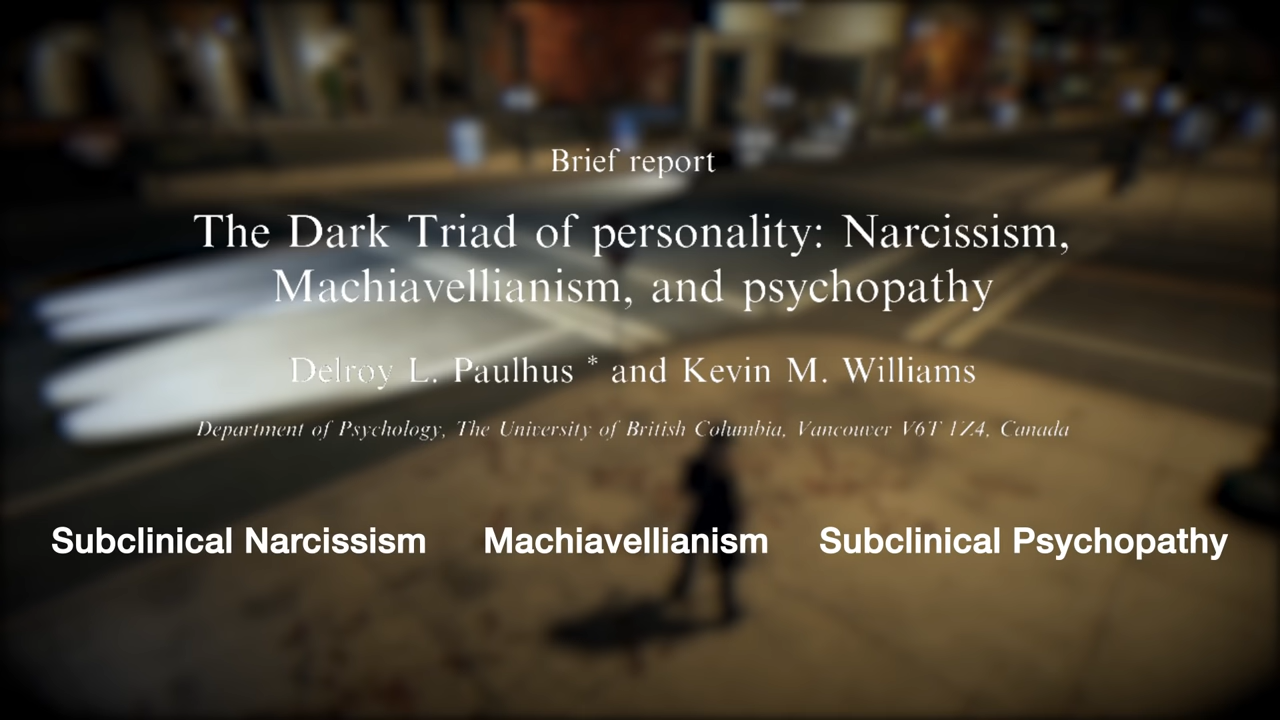 Brief report
The Dark Triad of personality: Narcissism,
Machiavellianism, and psychopathy
Delroy L. Paulhus * and Kevin M. Williams
Department of Psychology, The University of British Columbia, Vancouver V6T 1Z4, Canada
Subclinical Narcissism Machiavellianism Subclinical Psychopathy